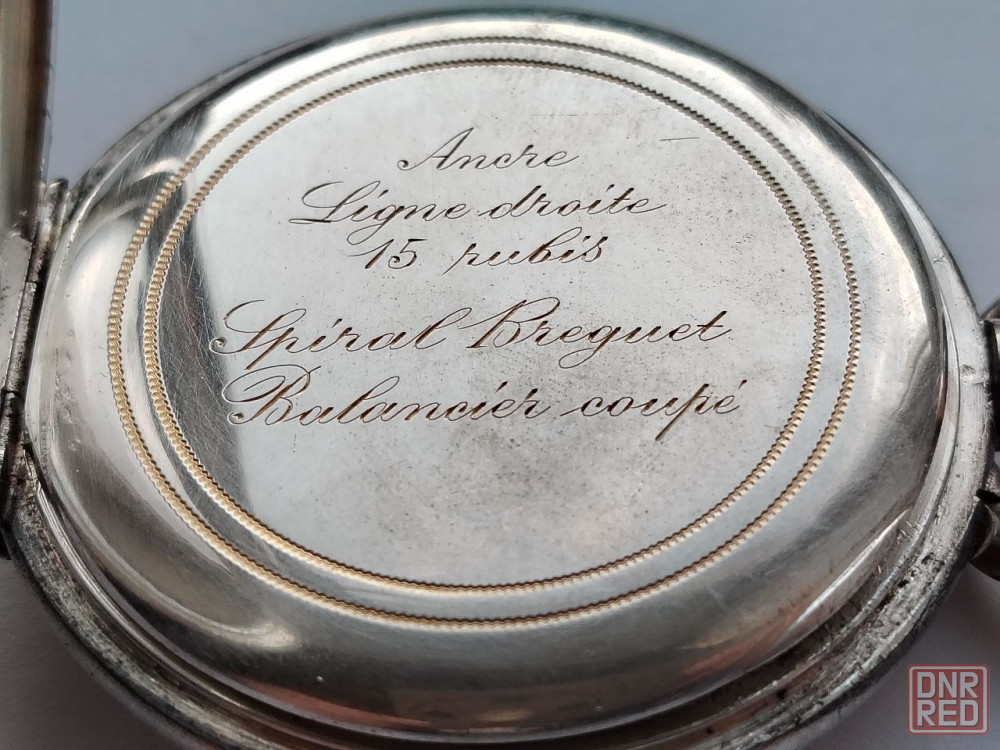 Ancre
Ligne droite
15 rubis
Spiral Breguet
Balancier coupé
DNR
RED